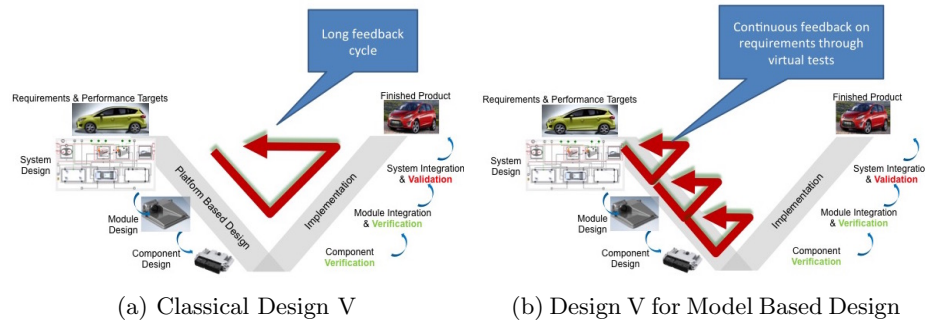 Long feedback
cycle
Requirements & Performance Targets
Finished Product
System
Design
Platform Based Design
Implementation
System Integration
& Validation
Module
Design
Module Integration
& Verification
Component
Design
Component
Verification
(a) Classical Design V
Continuous feedback on
requirements through
virtual tests
Requirements & Performance Targets
Finished Product
System
Design
Implementation
System Integration
& Validation
Module
Design
Module Integration
& Verification
Component
Design
Component
Verification
(b) Design V for Model Based Design